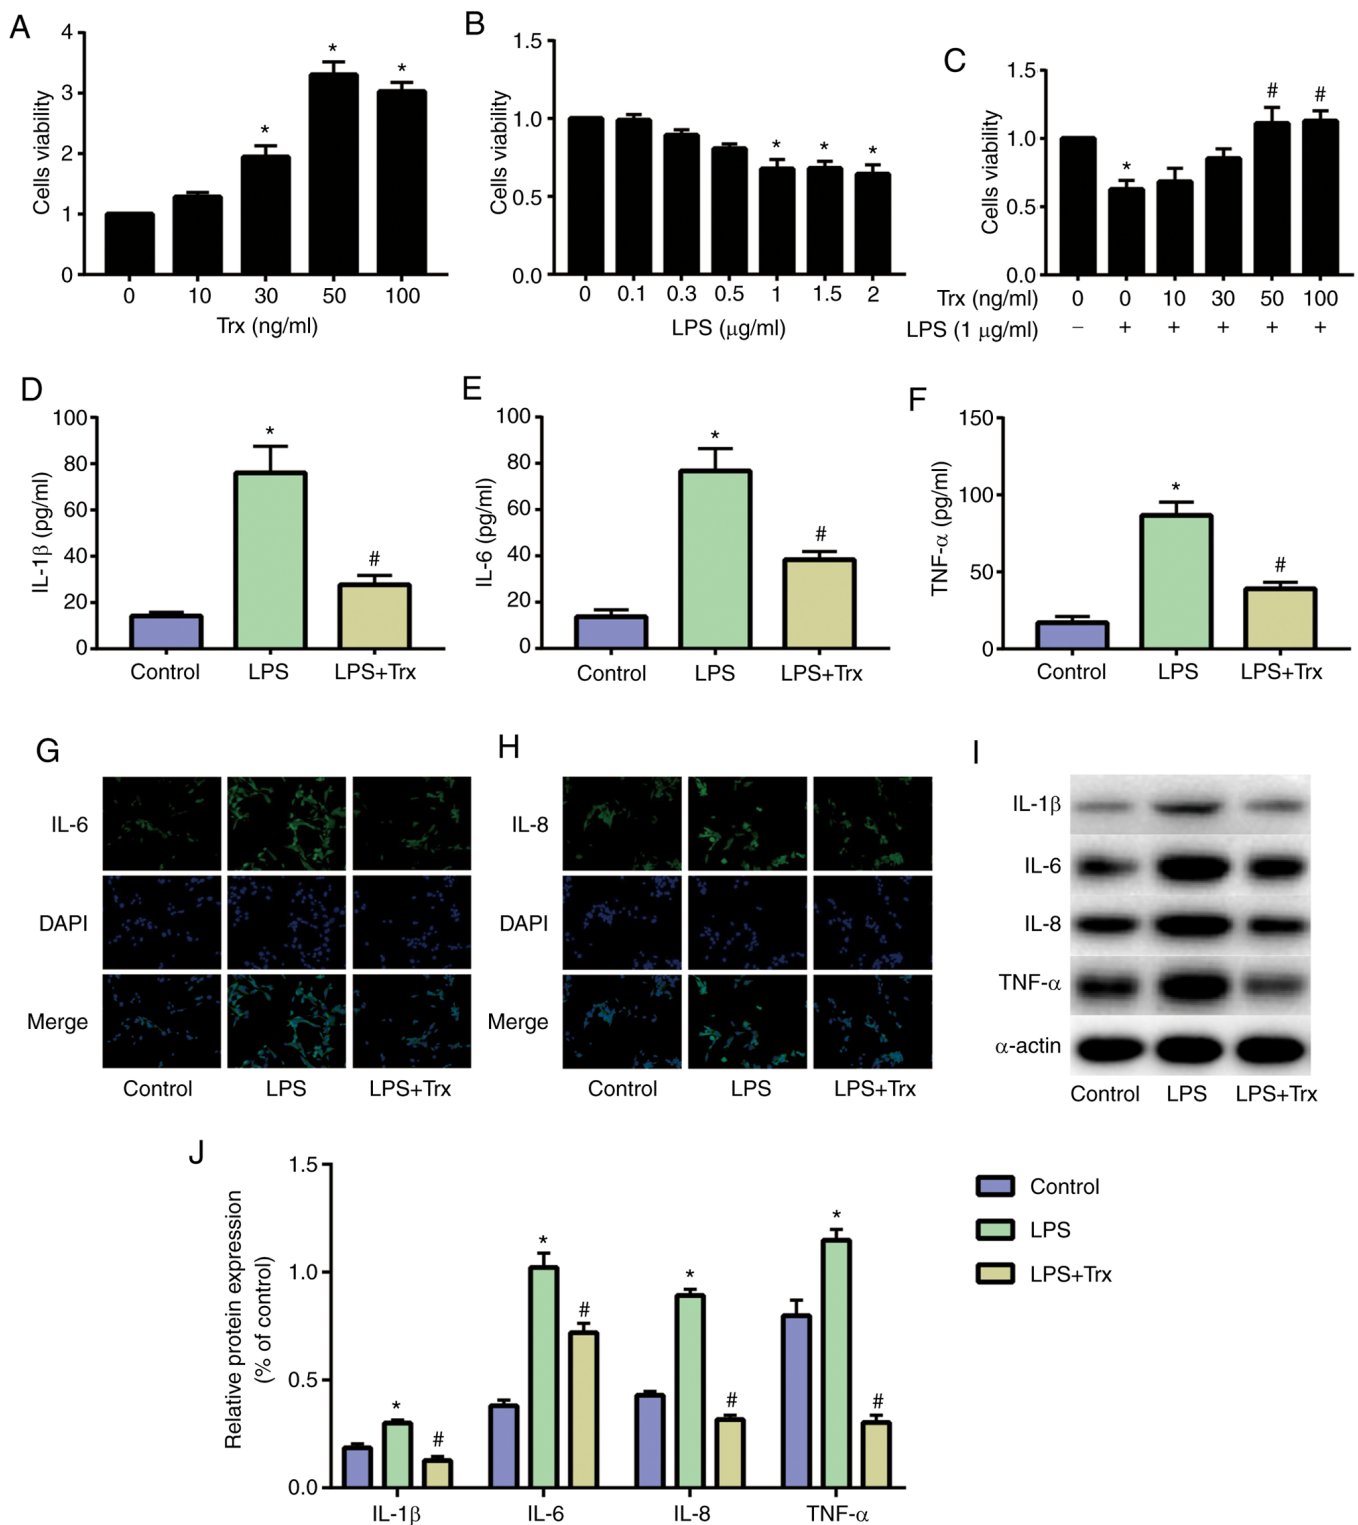 A
4
3
2
1
0
Cells viability
* * *
0 10 30 50 100
Trx (ng/ml)
B
1.5
1.0
0.5
0.0
Cells viability
* * *
0 0.1 0.3 0.5 1 1.5 2
LPS (μg/ml)
C
1.5
1.0
0.5
0.0
Cells viability
* # #
Trx (ng/ml) 0 0 10 30 50 100
LPS (1 μg/ml) − + + + + +
D
100
80
60
40
20
0
IL-1β (pg/ml)
* #
Control LPS LPS+Trx
E
100
80
60
40
20
0
IL-6 (pg/ml)
* #
Control LPS LPS+Trx
F
150
100
50
0
TNF-α (pg/ml)
* #
Control LPS LPS+Trx
G
IL-6
DAPI
Merge
Control LPS LPS+Trx
H
IL-8
DAPI
Merge
Control LPS LPS+Trx
I
IL-1β
IL-6
IL-8
TNF-α
α-actin
Control LPS LPS+Trx
J
1.5
1.0
0.5
0.0
Relative protein expression
(% of control)
* # * # * # * #
IL-1β IL-6 IL-8 TNF-α
Control
LPS
LPS+Trx